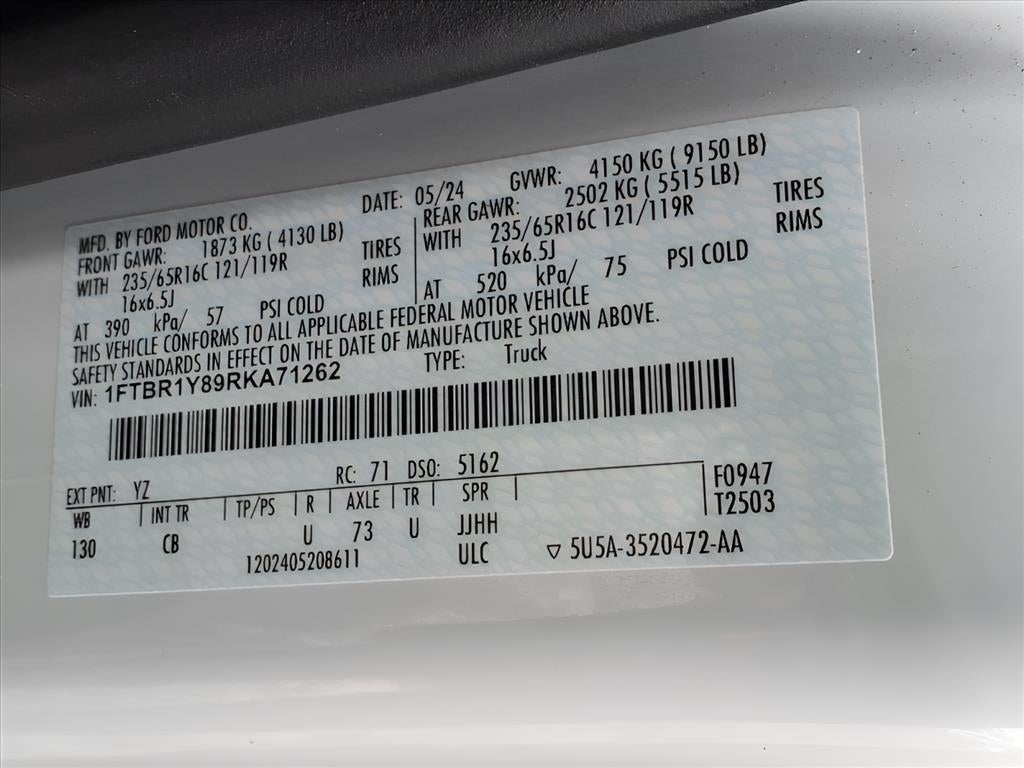 MFD. BY FORD MOTOR CO. DATE: 05/24 GVWR: 4150 KG ( 9150 LB)
FRONT GAWR: 1873 KG ( 4130 LB)
WITH 235/65R16C 121/119R TIRES
16x6.5J RIMS
AT 390 kPa/ 57 PSI COLD
REAR GAWR: 2502 KG ( 5515 LB)
WITH 235/65R16C 121/119R TIRES
16x6.5J RIMS
AT 520 kPa/ 75 PSI COLD
THIS VEHICLE CONFORMS TO ALL APPLICABLE FEDERAL MOTOR VEHICLE
SAFETY STANDARDS IN EFFECT ON THE DATE OF MANUFACTURE SHOWN ABOVE.
VIN: 1FTBR1Y89RKA71262 TYPE: Truck
EXT PNT: YZ RC: 71 DSO: 5162
WB INT TR TP/PS R AXLE TR SPR F0947
T2503
130 CB U 73 U JJHH
1202405208611 ULC ▽ 5U5A-3520472-AA